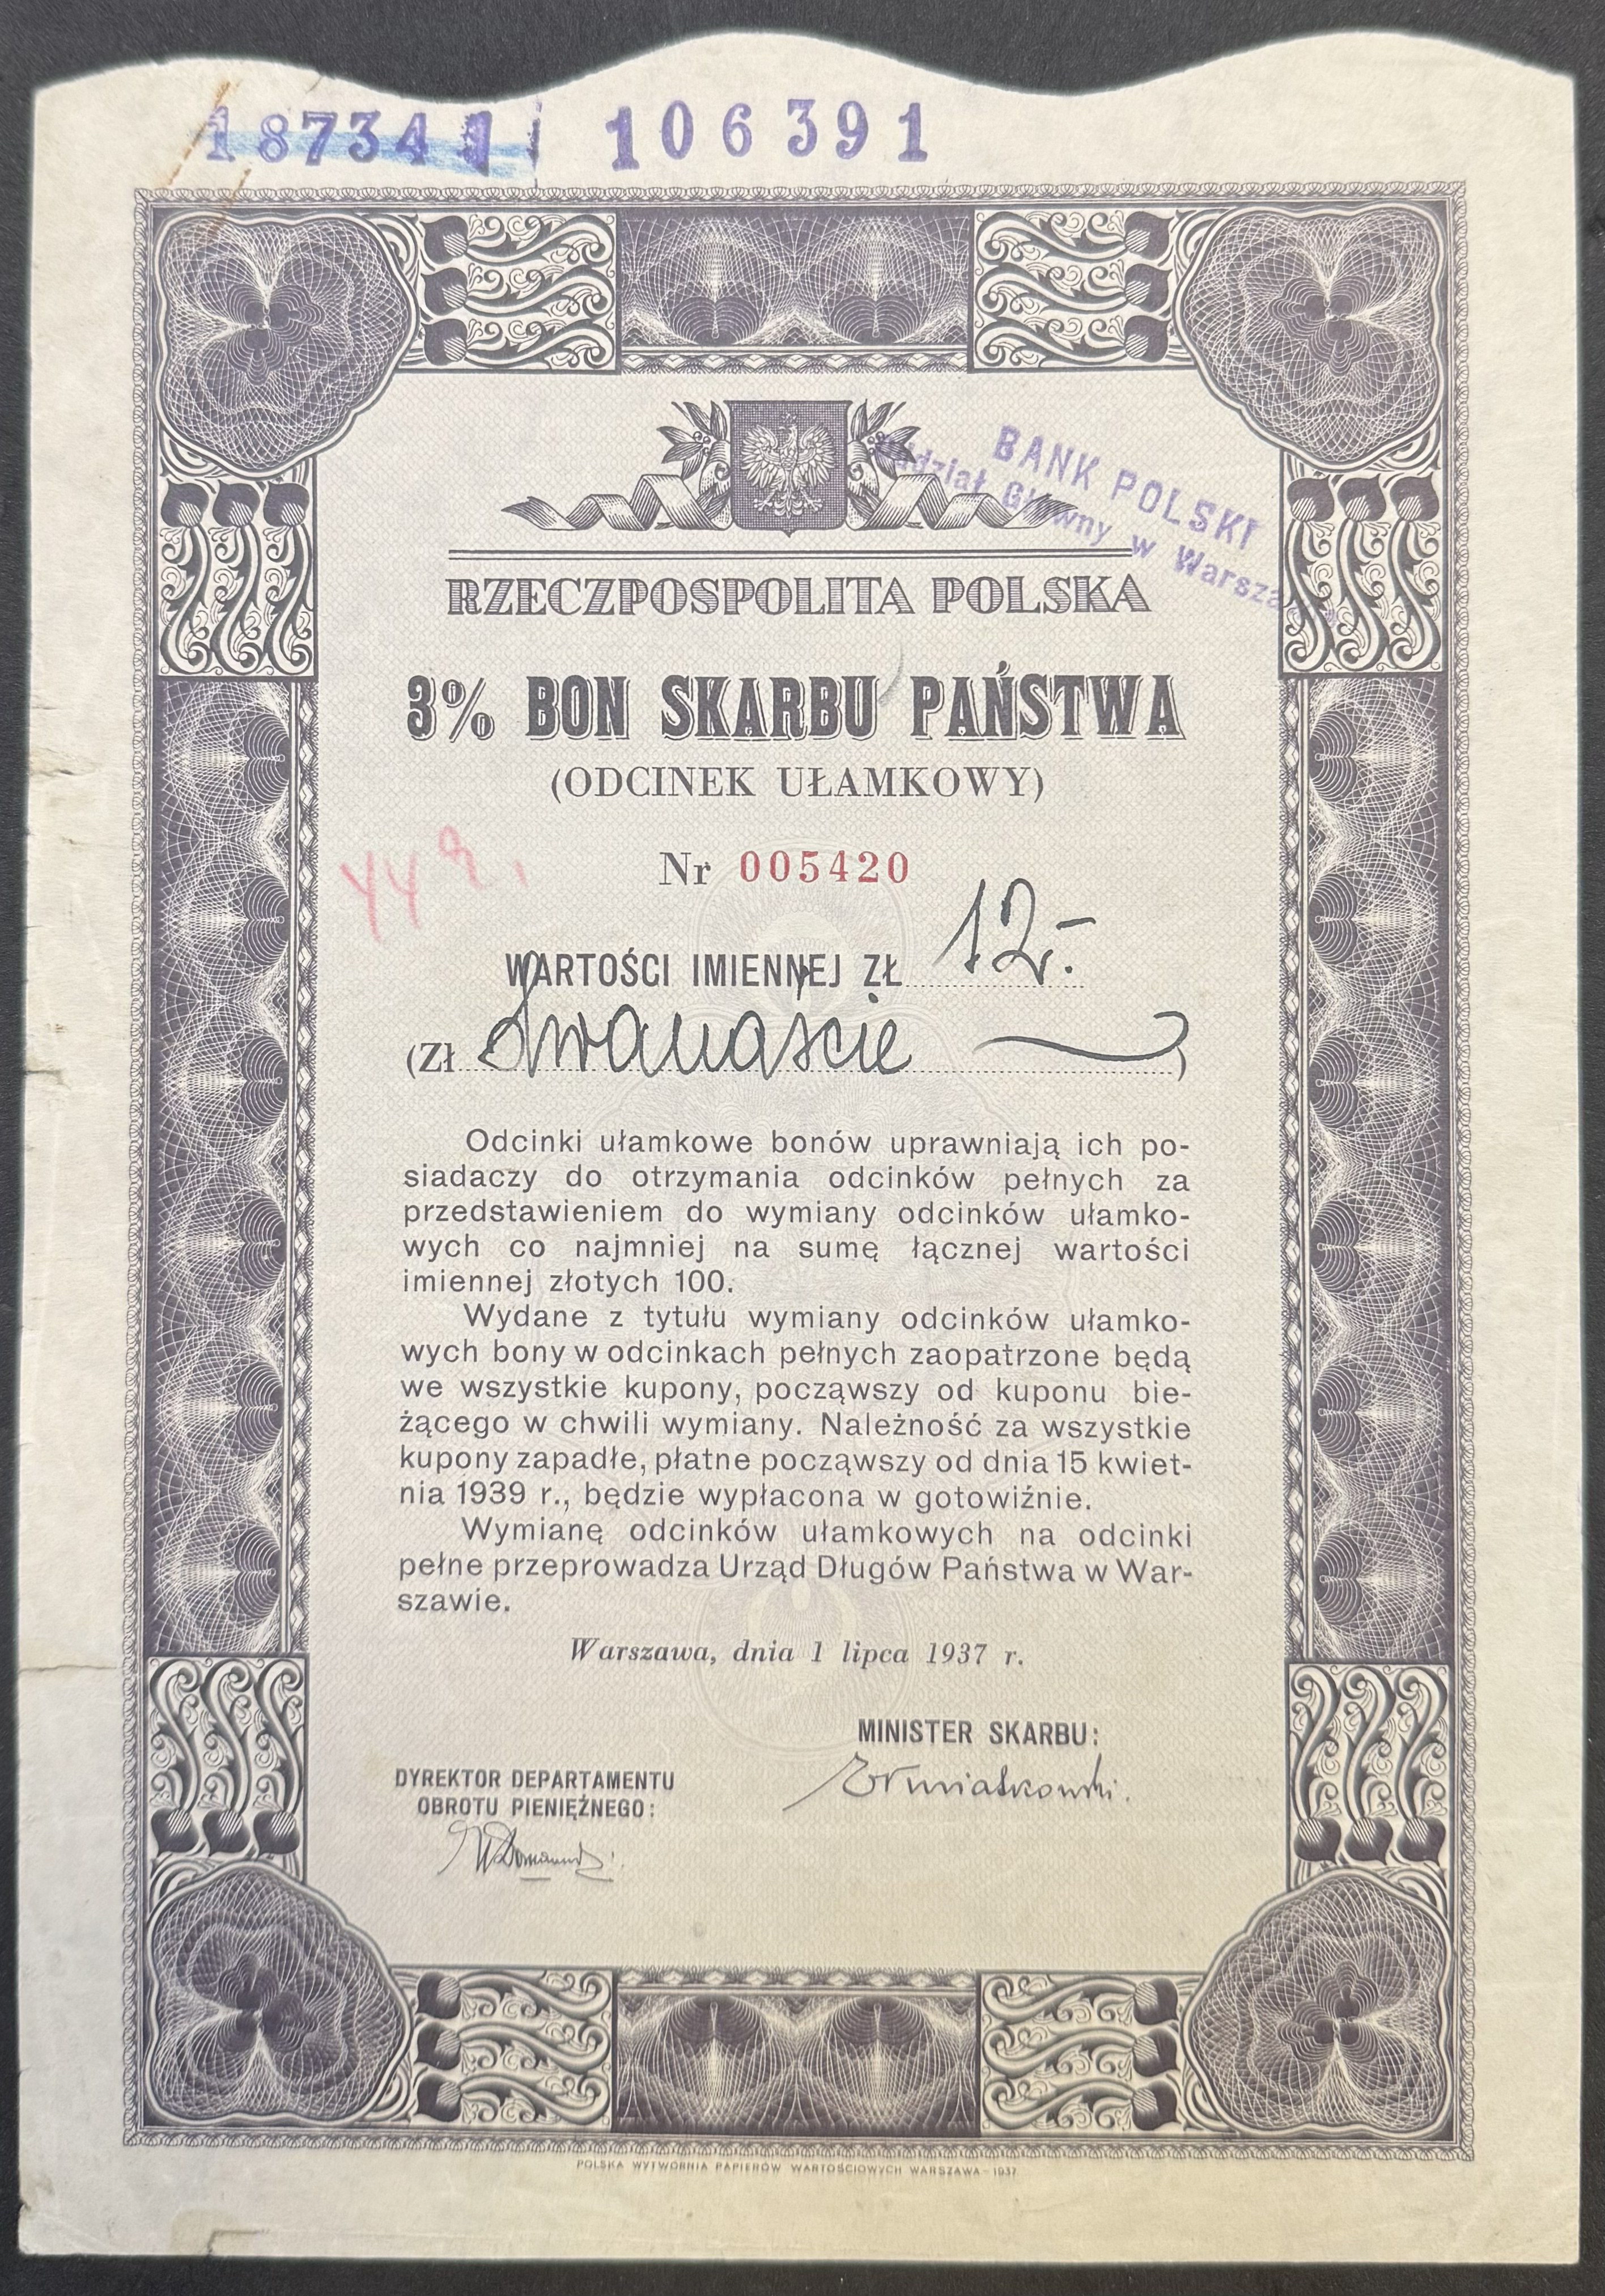 187341 106391
BANK POLSKI
Oddział Główny w Warszawie
RZECZPOSPOLITA POLSKA
3% BON SKARBU PAŃSTWA
(ODCINEK UŁAMKOWY)
Nr 005420
WARTOŚCI IMIENNEJ ZŁ 12.-
(Zł dwanaście)
Odcinki ułamkowe bonów uprawniają ich po-
siadaczy do otrzymania odcinków pełnych za
przedstawieniem do wymiany odcinków ułamko-
wych co najmniej na sumę łącznej wartości
imiennej złotych 100.
Wydane z tytułu wymiany odcinków ułamko-
wych bony w odcinkach pełnych zaopatrzone będą
we wszystkie kupony, począwszy od kuponu bie-
żącego w chwili wymiany. Należność za wszystkie
kupony zapadłe, płatne począwszy od dnia 15 kwiet-
nia 1939 r., będzie wypłacona w gotowiźnie.
Wymianę odcinków ułamkowych na odcinki
pełne przeprowadza Urząd Długów Państwa w War-
szawie.
Warszawa, dnia 1 lipca 1937 r.
MINISTER SKARBU:
DYREKTOR DEPARTAMENTU
OBROTU PIENIĘŻNEGO:
POLSKA WYTWÓRNIA PAPIERÓW WARTOŚCIOWYCH WARSZAWA - 1937.